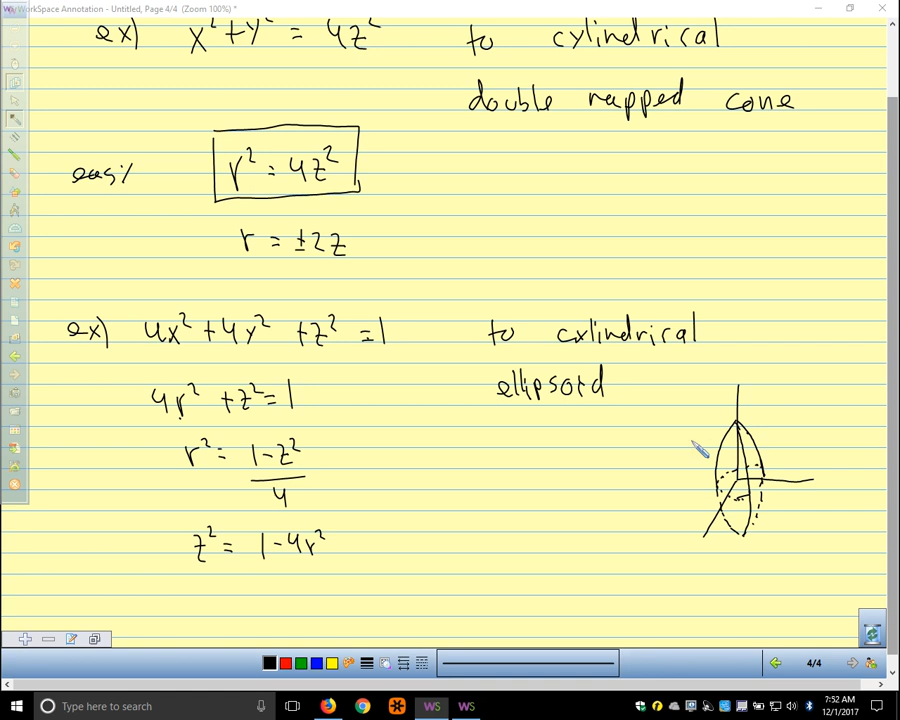 WorkSpace Annotation - Untitled, Page 4/4 (Zoom 100%) *
ex) x² + y² = 4z² to cylindrical
double napped cone
easy r² = 4z²
r = ±2z
ex) 4x² + 4y² + z² = 1 to cylindrical
ellipsoid
4r² + z² = 1
r² = 1 - z² / 4
z² = 1 - 4r²
4/4
Type here to search
WS WS
7:52 AM
12/1/2017